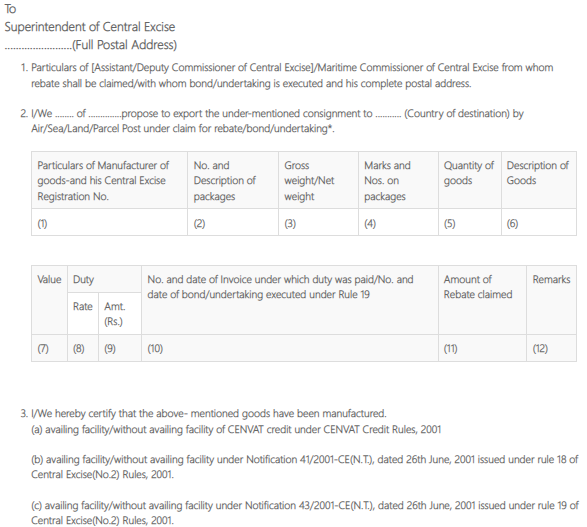 To
Superintendent of Central Excise
........................(Full Postal Address)
1. Particulars of [Assistant/Deputy Commissioner of Central Excise]/Maritime Commissioner of Central Excise from whom
rebate shall be claimed/with whom bond/undertaking is executed and his complete postal address.
2. I/We ....... of ............propose to export the under-mentioned consignment to .......... (Country of destination) by
Air/Sea/Land/Parcel Post under claim for rebate/bond/undertaking*.
Particulars of Manufacturer of
goods-and his Central Excise
Registration No.
No. and
Description of
packages
Gross
weight/Net
weight
Marks and
Nos. on
packages
Quantity of
goods
Description of
Goods
(1)
(2)
(3)
(4)
(5)
(6)
Value
Duty
No. and date of Invoice under which duty was paid/No. and
date of bond/undertaking executed under Rule 19
Amount of
Rebate claimed
Remarks
Rate
Amt.
(Rs.)
(7)
(8)
(9)
(10)
(11)
(12)
3. I/We hereby certify that the above- mentioned goods have been manufactured.
(a) availing facility/without availing facility of CENVAT credit under CENVAT Credit Rules, 2001
(b) availing facility/without availing facility under Notification 41/2001-CE(N.T.), dated 26th June, 2001 issued under rule 18 of
Central Excise(No.2) Rules, 2001.
(c) availing facility/without availing facility under Notification 43/2001-CE(N.T.), dated 26th June, 2001 issued under rule 19 of
Central Excise(No.2) Rules, 2001.